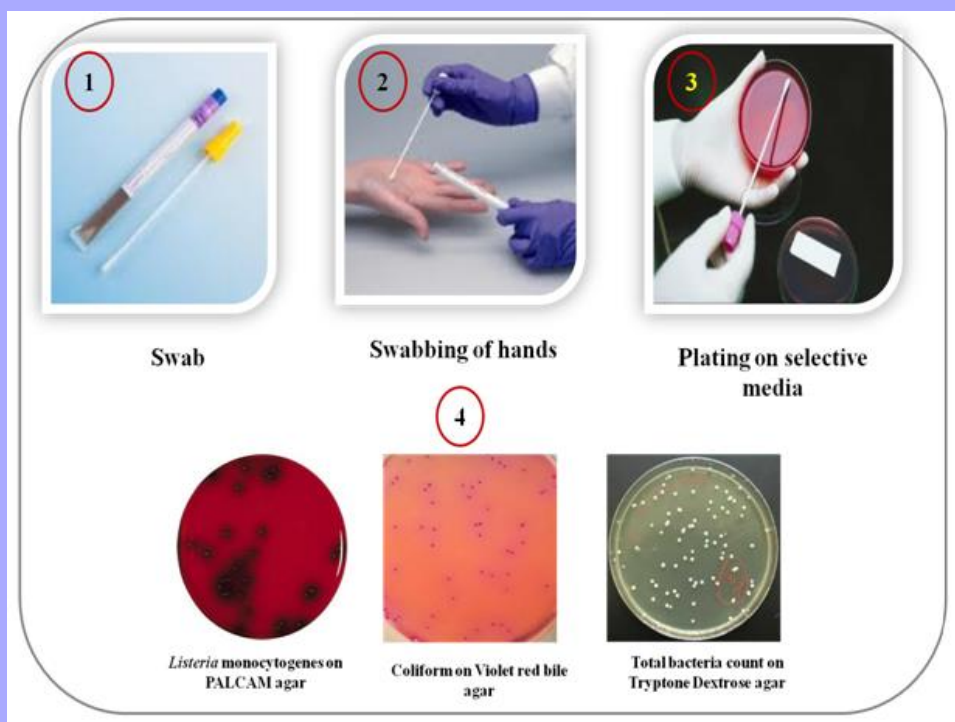 1
2
3
Swab
Swabbing of hands
Plating on selective
media
4
Listeria monocytogenes on
PALCAM agar
Coliform on Violet red bile
agar
Total bacteria count on
Tryptone Dextrose agar